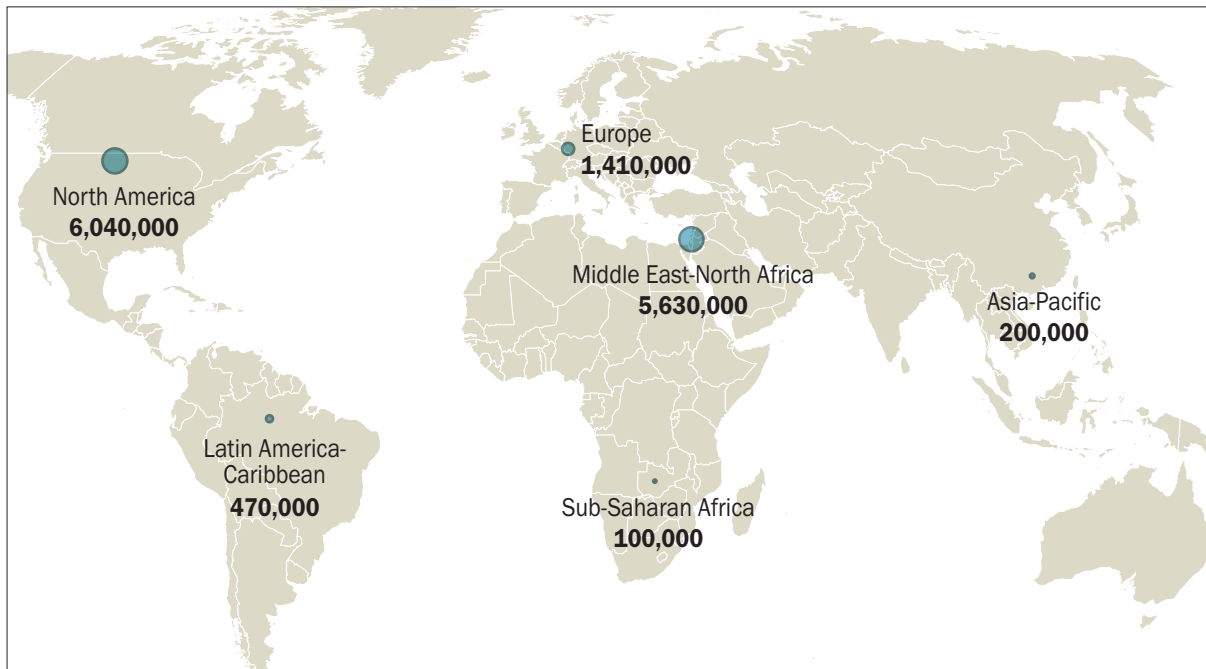 Europe
1,410,000
North America
6,040,000
Middle East-North Africa
5,630,000
Asia-Pacific
200,000
Latin America-
Caribbean
470,000
Sub-Saharan Africa
100,000